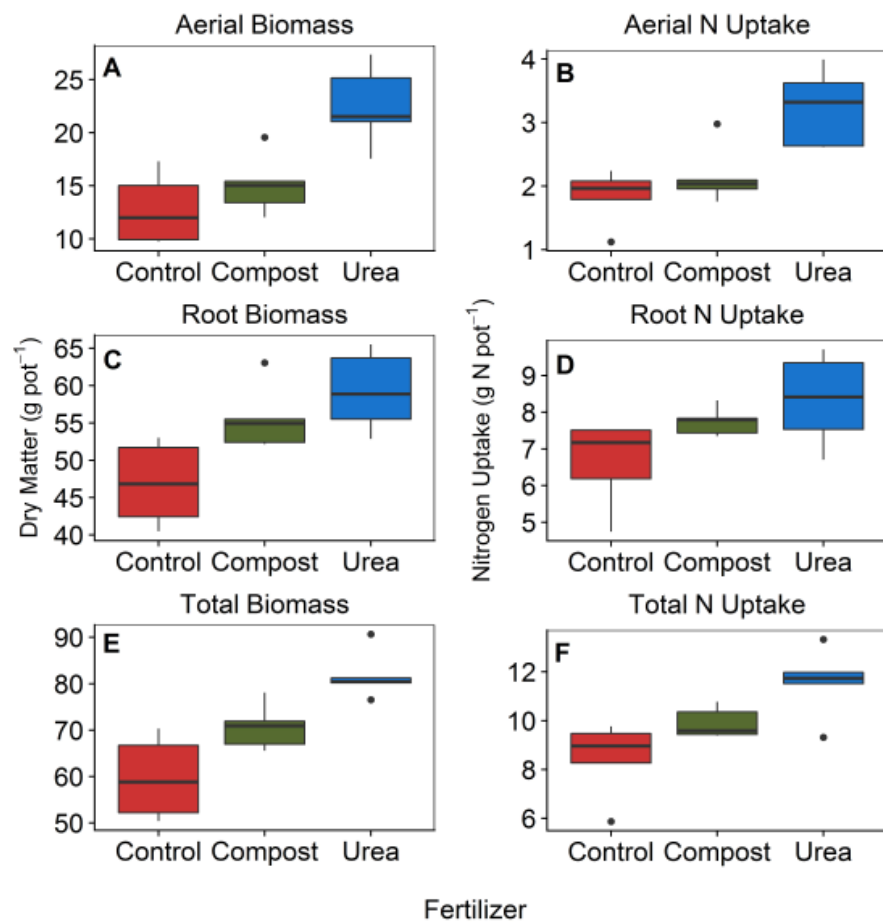 Aerial Biomass
A
25
20
15
10
Control Compost Urea
Aerial N Uptake
B
4
3
2
1
Control Compost Urea
Root Biomass
C
65
60
55
50
45
40
Control Compost Urea
Dry Matter (g pot⁻¹)
Root N Uptake
D
9
8
7
6
5
Control Compost Urea
Nitrogen Uptake (g N pot⁻¹)
Total Biomass
E
90
80
70
60
50
Control Compost Urea
Total N Uptake
F
12
10
8
6
Control Compost Urea
Fertilizer